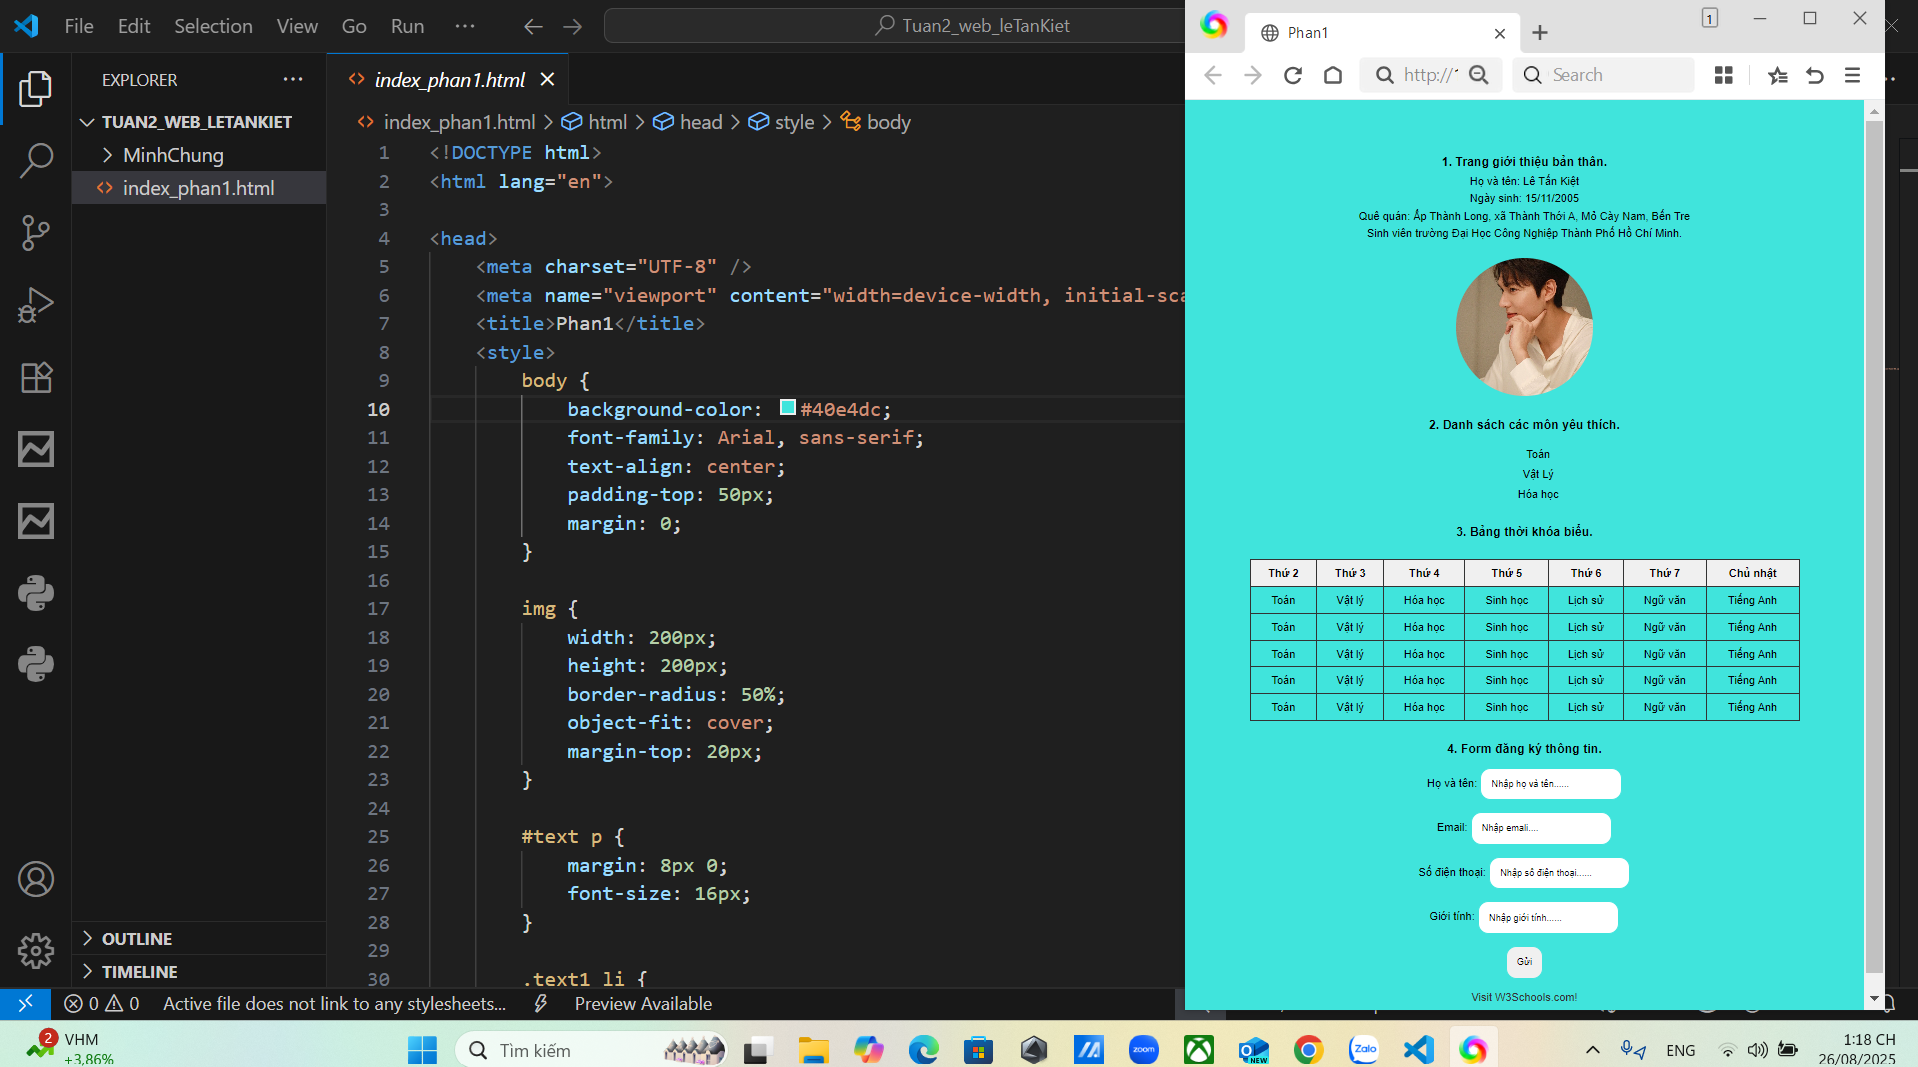 File Edit Selection View Go Run ···
Tuan2_web_leTanKiet
EXPLORER
TUAN2_WEB_LETANKIET
MinhChung
index_phan1.html
OUTLINE
TIMELINE
index_phan1.html
index_phan1.html > html > head > style > body
1 <!DOCTYPE html>
2 <html lang="en">
3
4 <head>
5 <meta charset="UTF-8" />
6 <meta name="viewport" content="width=device-width, initial-sca
7 <title>Phan1</title>
8 <style>
9 body {
10 background-color: #40e4dc;
11 font-family: Arial, sans-serif;
12 text-align: center;
13 padding-top: 50px;
14 margin: 0;
15 }
16
17 img {
18 width: 200px;
19 height: 200px;
20 border-radius: 50%;
21 object-fit: cover;
22 margin-top: 20px;
23 }
24
25 #text p {
26 margin: 8px 0;
27 font-size: 16px;
28 }
29
30 .text1 li {
0 0 Active file does not link to any stylesheets... Preview Available
1
Phan1
http://
Search
1. Trang giới thiệu bản thân.
Họ và tên: Lê Tấn Kiệt
Ngày sinh: 15/11/2005
Quê quán: Ấp Thành Long, xã Thành Thới A, Mỏ Cày Nam, Bến Tre
Sinh viên trường Đại Học Công Nghiệp Thành Phố Hồ Chí Minh.
2. Danh sách các môn yêu thích.
Toán
Vật Lý
Hóa học
3. Bảng thời khóa biểu.
Thứ 2 Thứ 3 Thứ 4 Thứ 5 Thứ 6 Thứ 7 Chủ nhật
Toán Vật lý Hóa học Sinh học Lịch sử Ngữ văn Tiếng Anh
Toán Vật lý Hóa học Sinh học Lịch sử Ngữ văn Tiếng Anh
Toán Vật lý Hóa học Sinh học Lịch sử Ngữ văn Tiếng Anh
Toán Vật lý Hóa học Sinh học Lịch sử Ngữ văn Tiếng Anh
Toán Vật lý Hóa học Sinh học Lịch sử Ngữ văn Tiếng Anh
4. Form đăng ký thông tin.
Họ và tên: Nhập họ và tên......
Email: Nhập emali....
Số điện thoại: Nhập số điện thoại......
Giới tính: Nhập giới tính......
Gửi
Visit W3Schools.com!
2
VHM
+3,86%
Tìm kiếm
zoom
NEW
Zalo
ENG
1:18 CH
26/08/2025